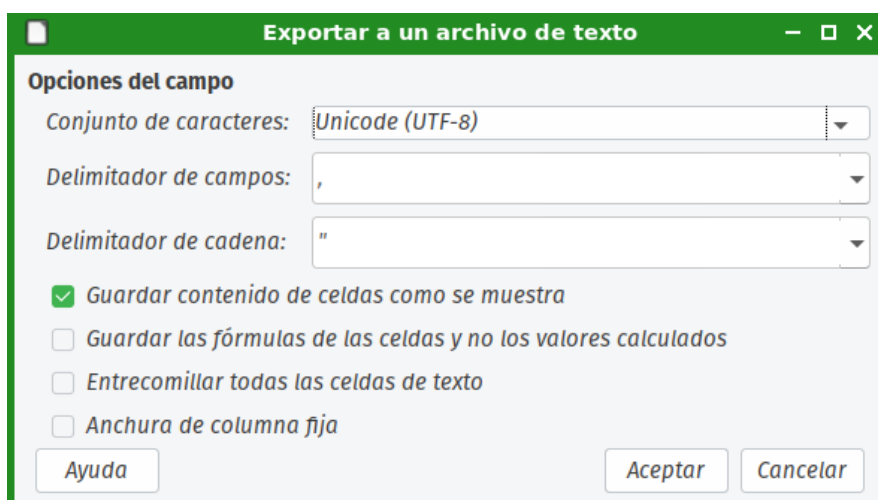 Exportar a un archivo de texto
Opciones del campo
Conjunto de caracteres: Unicode (UTF-8)
Delimitador de campos: ,
Delimitador de cadena: "
Guardar contenido de celdas como se muestra
Guardar las fórmulas de las celdas y no los valores calculados
Entrecomillar todas las celdas de texto
Anchura de columna fija
Ayuda Aceptar Cancelar